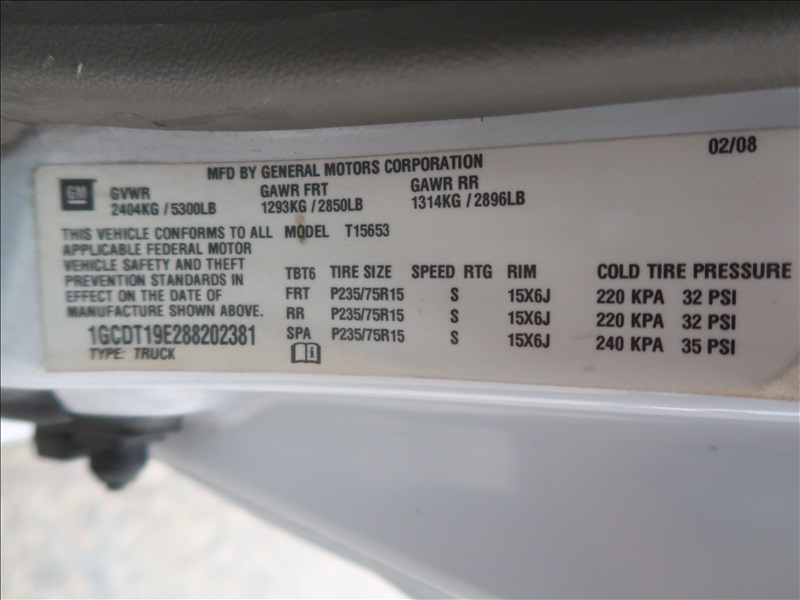 02/08
MFD BY GENERAL MOTORS CORPORATION
GM
GVWR GAWR FRT GAWR RR
2404KG / 5300LB 1293KG / 2850LB 1314KG / 2896LB
THIS VEHICLE CONFORMS TO ALL MODEL T15653
APPLICABLE FEDERAL MOTOR
VEHICLE SAFETY AND THEFT
PREVENTION STANDARDS IN
EFFECT ON THE DATE OF
MANUFACTURE SHOWN ABOVE.
1GCDT19E288202381
TYPE: TRUCK
TBT6 TIRE SIZE SPEED RTG RIM COLD TIRE PRESSURE
FRT P235/75R15 S 15X6J 220 KPA 32 PSI
RR P235/75R15 S 15X6J 220 KPA 32 PSI
SPA P235/75R15 S 15X6J 240 KPA 35 PSI